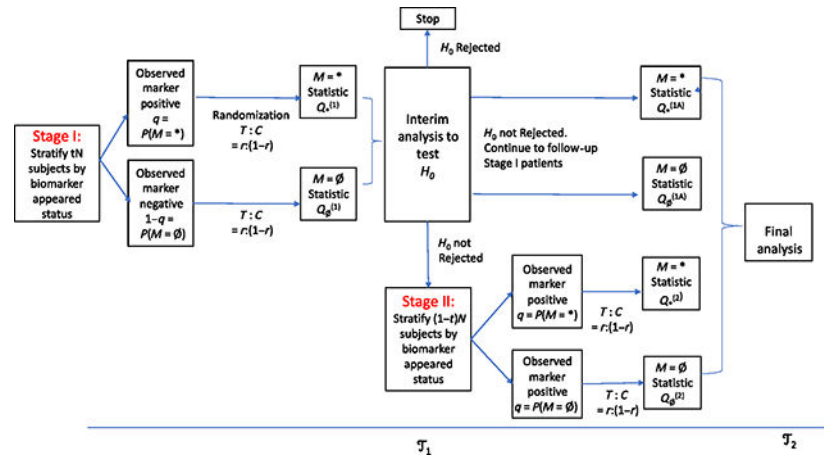 Stop
H₀ Rejected
Stage I:
Stratify tN
subjects by
biomarker
appeared
status
Observed
marker
positive
q =
P(M = *)
Observed
marker
negative
1–q =
P(M = Ø)
Randomization
T : C
= r:(1–r)
T : C
= r:(1–r)
M = *
Statistic
Q*⁽¹⁾
M = Ø
Statistic
QØ⁽¹⁾
Interim
analysis to
test
H₀
H₀ not Rejected.
Continue to follow-up
Stage I patients
M = *
Statistic
Q*⁽¹ᴬ⁾
M = Ø
Statistic
QØ⁽¹ᴬ⁾
H₀ not
Rejected
Stage II:
Stratify (1–t)N
subjects by
biomarker
appeared
status
Observed
marker
positive
q = P(M = *)
Observed
marker
positive
q = P(M = Ø)
T : C
= r:(1–r)
T : C
= r:(1–r)
M = *
Statistic
Q*⁽²⁾
M = Ø
Statistic
QØ⁽²⁾
Final
analysis
𝒯₁
𝒯₂